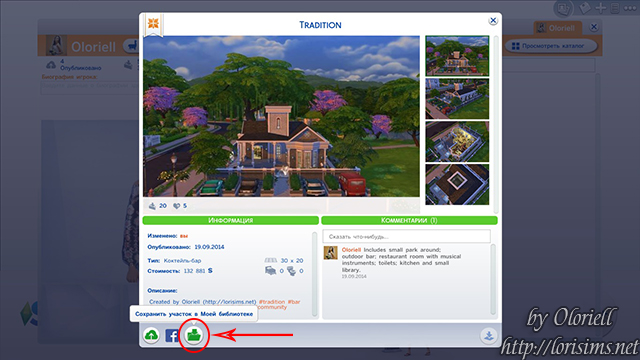 TRADITION
Oloriell
Oloriell
4
Опубликовано
Биография игрока
Просмотреть каталог
20 5
Информация
Комментарии (1)
Изменено: вы
Опубликовано: 19.09.2014
Тип: Коктейль-бар
30 x 20
Стоимость: 132 881 §
0 0
Описание:
Created by Oloriell (http://lorisims.net) #tradition #bar
community
Сказать что-нибудь...
Oloriell Includes small park around;
outdoor bar; restaurant room with musical
instruments; toilets; kitchen and small
library.
19.09.2014
Сохранить участок в Моей библиотеке
by Oloriell
http://lorisims.net